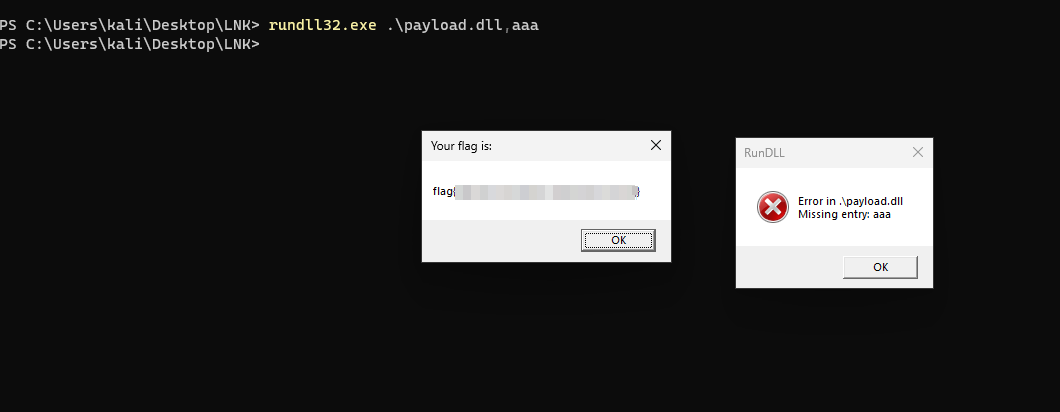 PS C:\Users\kali\Desktop\LNK> rundll32.exe .\payload.dll,aaa
PS C:\Users\kali\Desktop\LNK>
Your flag is:
flag{
}
OK
RunDLL
Error in .\payload.dll
Missing entry: aaa
OK